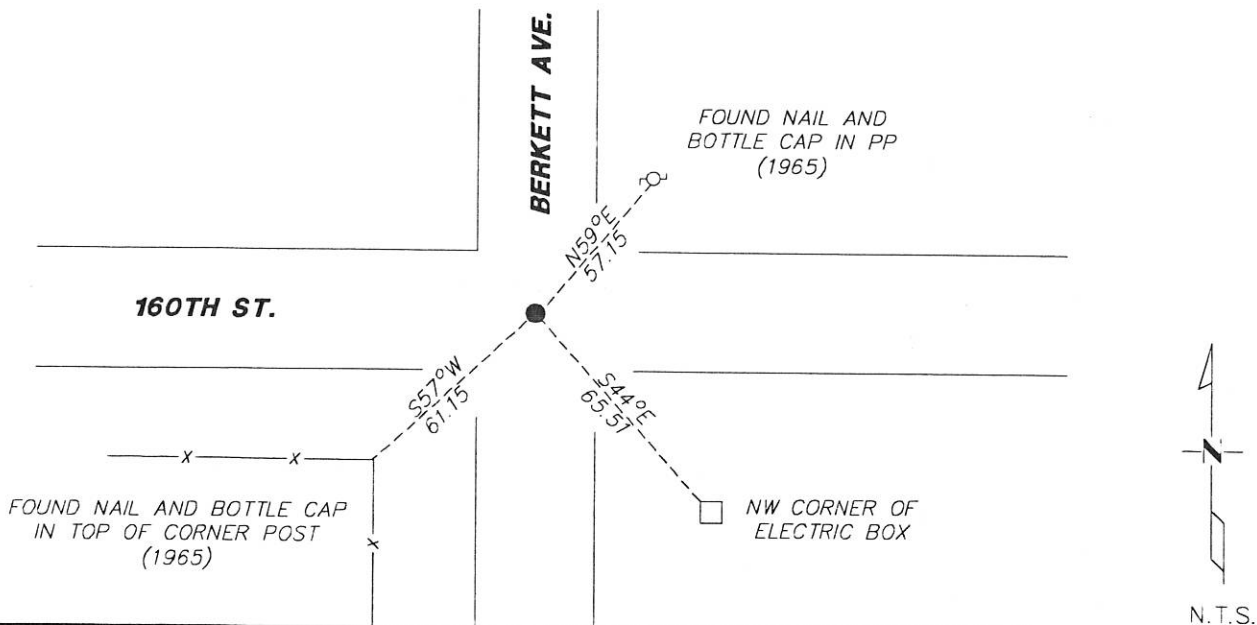 BERKETT AVE.
FOUND NAIL AND
BOTTLE CAP IN PP
(1965)
N59°E
57.15
160TH ST.
S57°W
61.15
S44°E
65.57
FOUND NAIL AND BOTTLE CAP
IN TOP OF CORNER POST
(1965)
NW CORNER OF
ELECTRIC BOX
N
N.T.S.